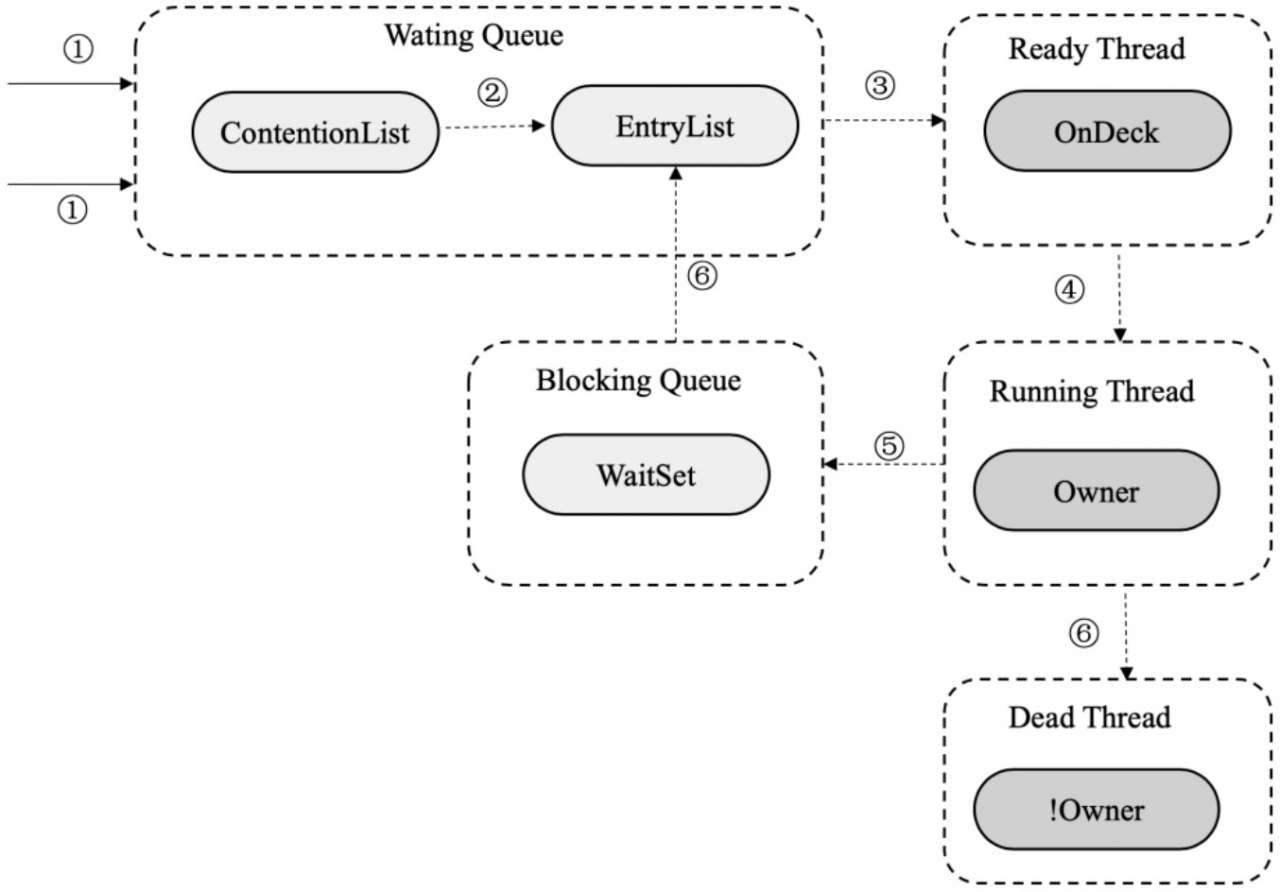 ①
Wating Queue
Ready Thread
②
③
ContentionList
EntryList
OnDeck
①
⑥
④
Blocking Queue
Running Thread
⑤
WaitSet
Owner
⑥
Dead Thread
!Owner